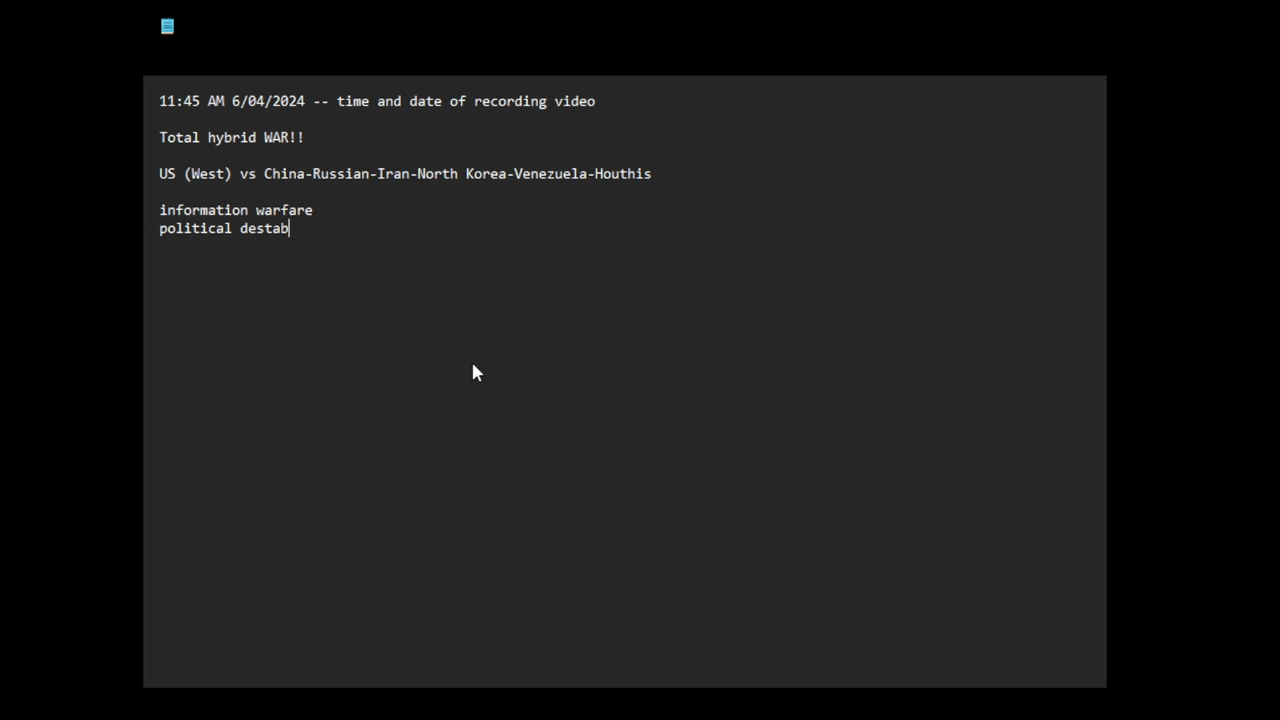 11:45 AM 6/04/2024 -- time and date of recording video
Total hybrid WAR!!
US (West) vs China-Russian-Iran-North Korea-Venezuela-Houthis
information warfare
political destab